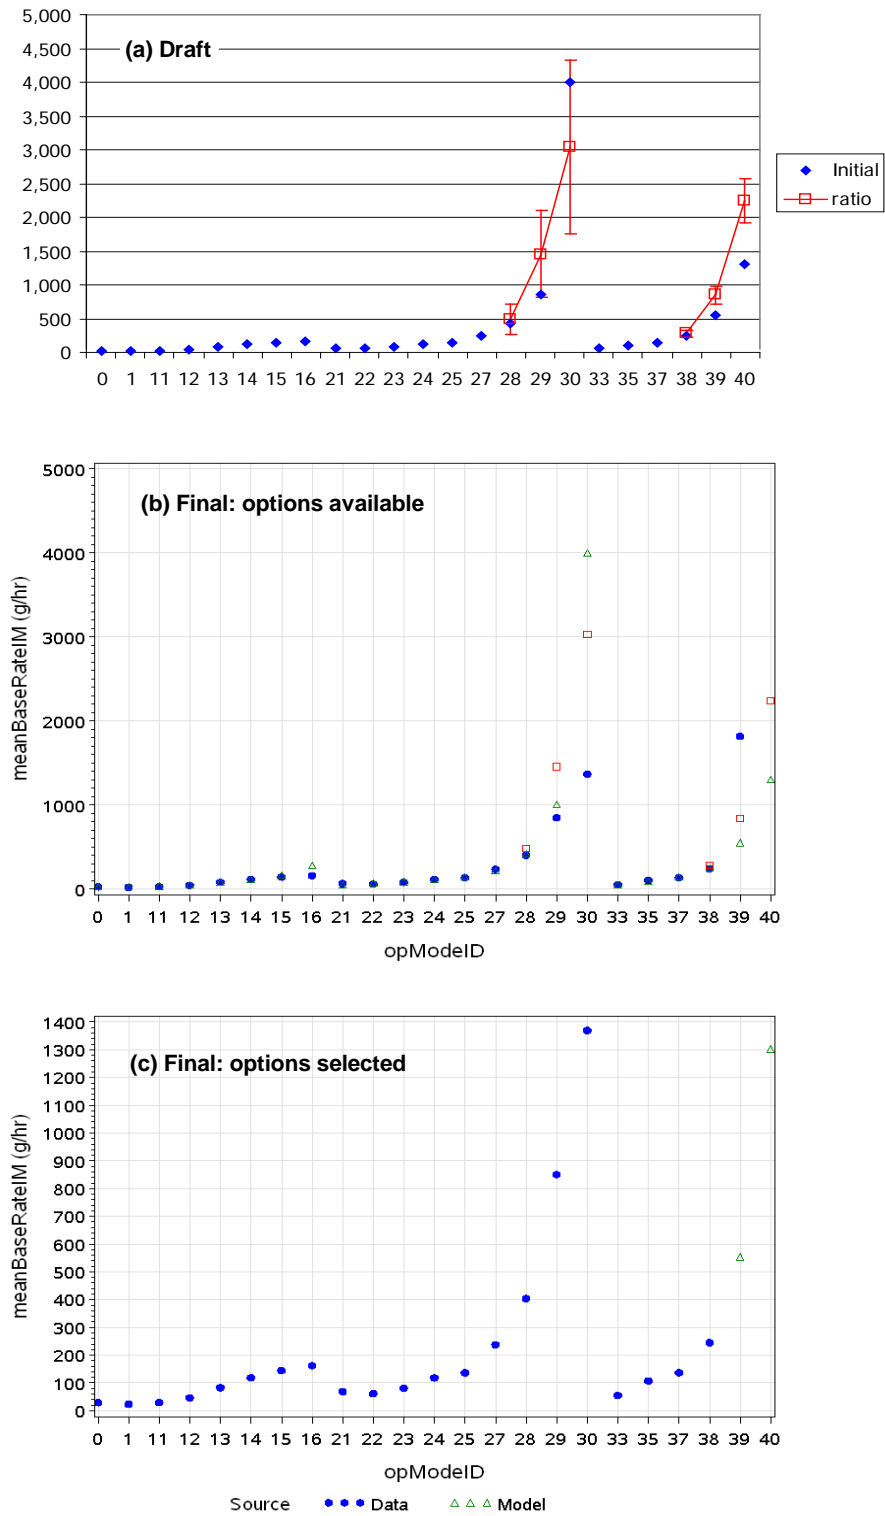 5,000
4,500
4,000
3,500
3,000
2,500
2,000
1,500
1,000
500
0
(a) Draft
Initial
ratio
0 1 11 12 13 14 15 16 21 22 23 24 25 27 28 29 30 33 35 37 38 39 40
(b) Final: options available
meanBaseRateIM (g/hr)
5000
4000
3000
2000
1000
0
0 1 11 12 13 14 15 16 21 22 23 24 25 27 28 29 30 33 35 37 38 39 40
opModeID
(c) Final: options selected
meanBaseRateIM (g/hr)
1400
1300
1200
1100
1000
900
800
700
600
500
400
300
200
100
0
0 1 11 12 13 14 15 16 21 22 23 24 25 27 28 29 30 33 35 37 38 39 40
opModeID
Source Data Model